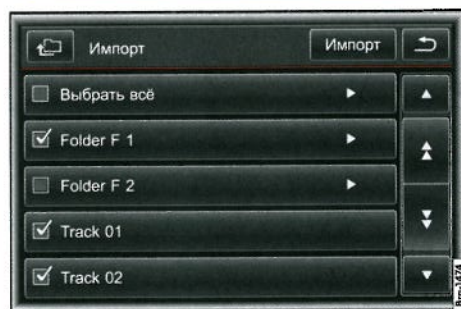 Импорт Импорт
Выбрать всё
Folder F 1
Folder F 2
Track 01
Track 02